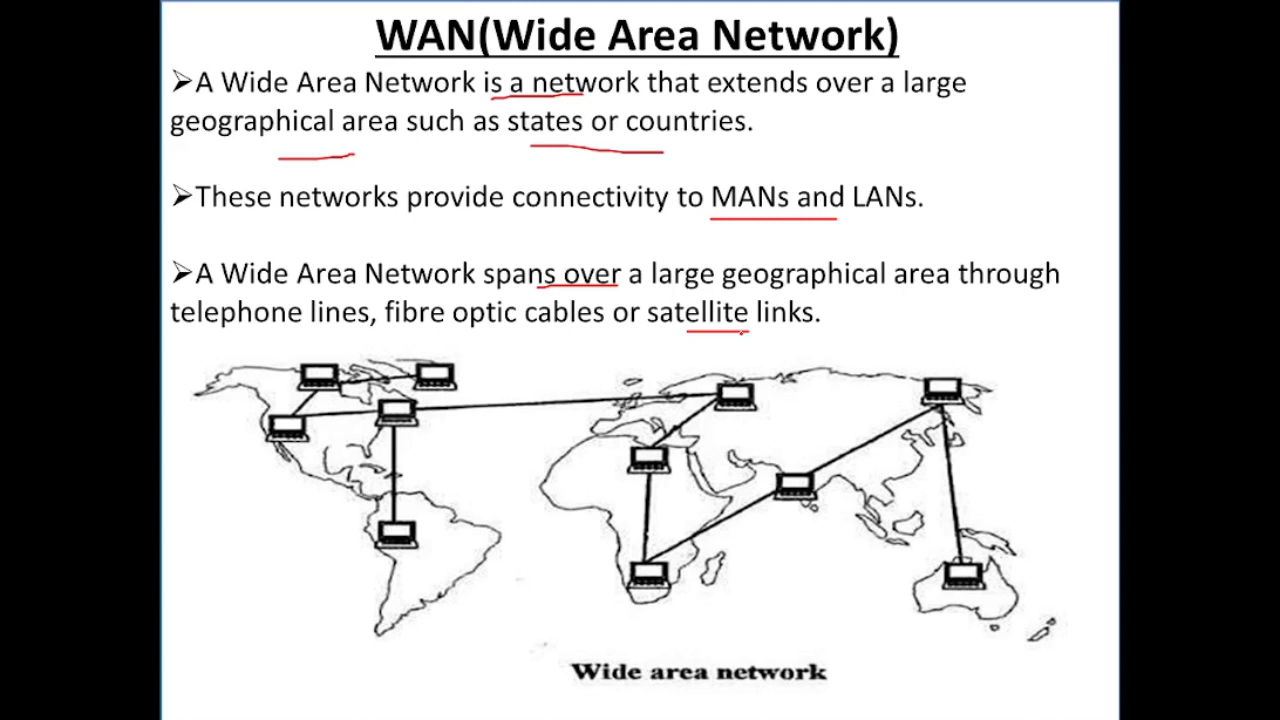 WAN(Wide Area Network)
➢A Wide Area Network is a network that extends over a large
geographical area such as states or countries.
➢These networks provide connectivity to MANs and LANs.
➢A Wide Area Network spans over a large geographical area through
telephone lines, fibre optic cables or satellite links.
Wide area network